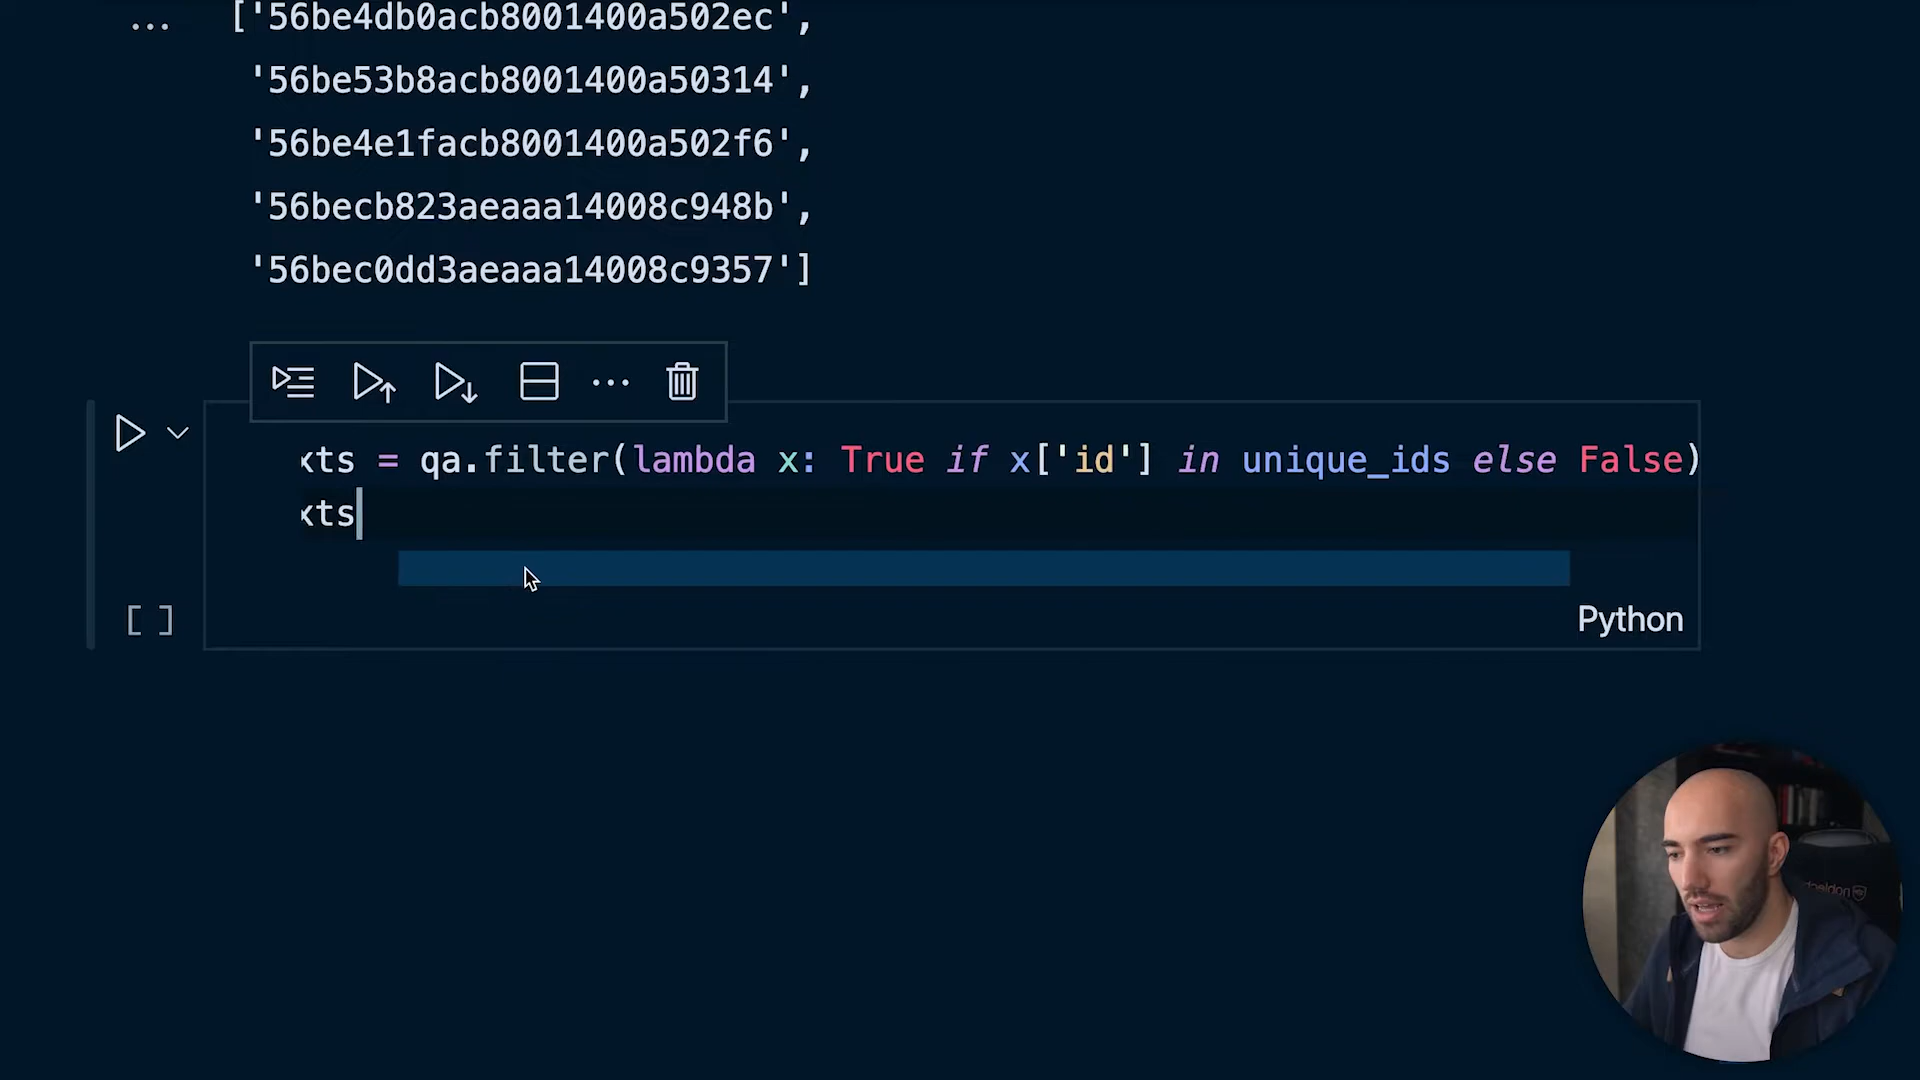 ... ['56be4db0acb8001400a502ec',
'56be53b8acb8001400a50314',
'56be4e1facb8001400a502f6',
'56becb823aeaaa14008c948b',
'56bec0dd3aeaaa14008c9357']
xts = qa.filter(lambda x: True if x['id'] in unique_ids else False)
xts
[ ]
Python